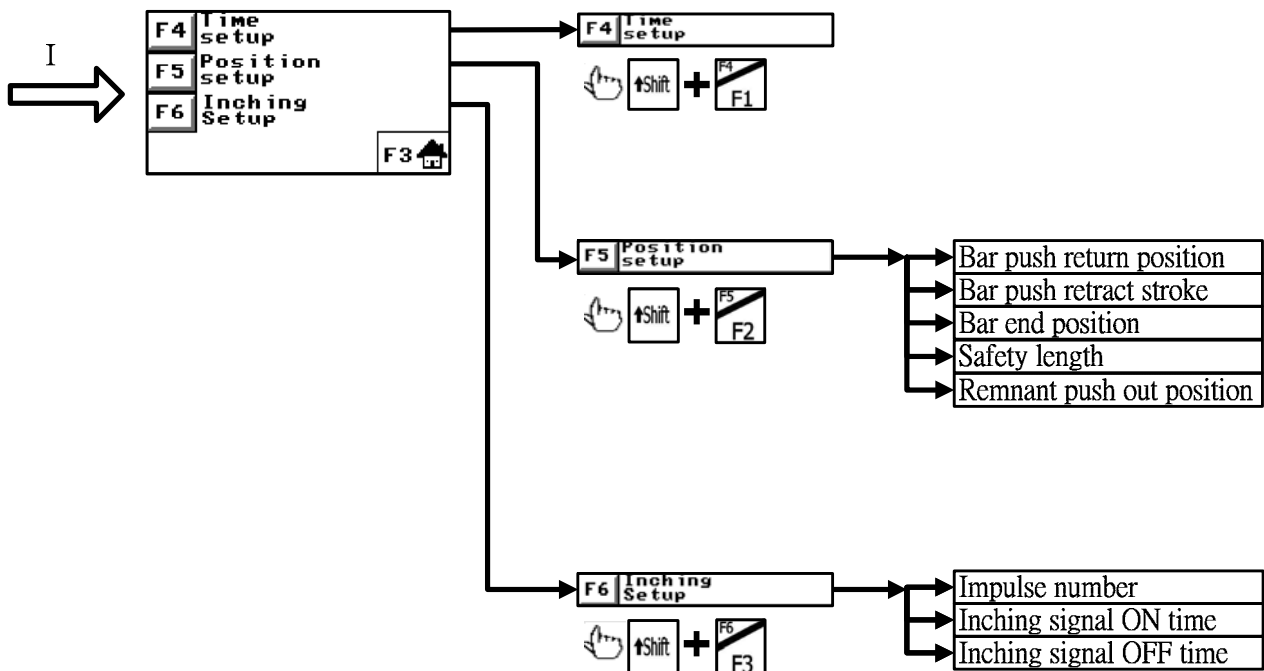 I
F4 Time
setup
F5 Position
setup
F6 Inching
Setup
F3
F4 Time
setup
Shift + F4
F1
F5 Position
setup
Shift + F5
F2
Bar push return position
Bar push retract stroke
Bar end position
Safety length
Remnant push out position
F6 Inching
Setup
Shift + F6
F3
Impulse number
Inching signal ON time
Inching signal OFF time